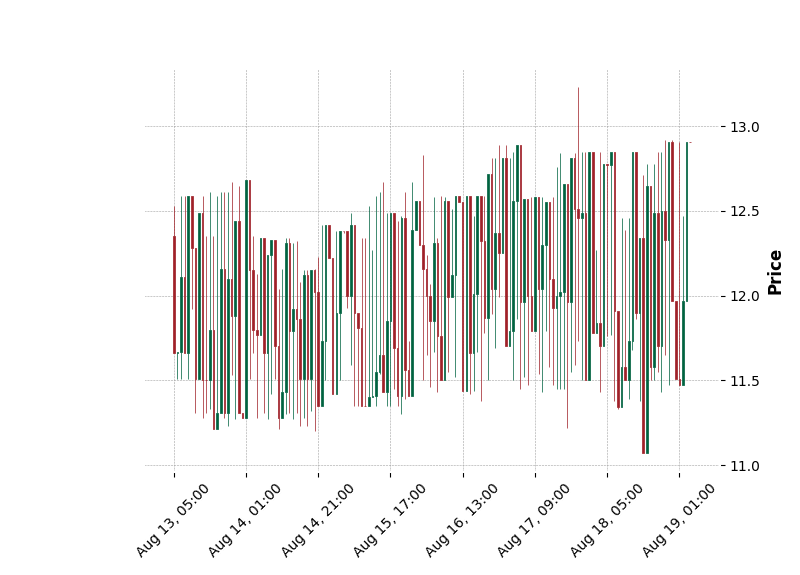 13.0
12.5
12.0
11.5
11.0
Price
Aug 13, 05:00
Aug 14, 01:00
Aug 14, 21:00
Aug 15, 17:00
Aug 16, 13:00
Aug 17, 09:00
Aug 18, 05:00
Aug 19, 01:00